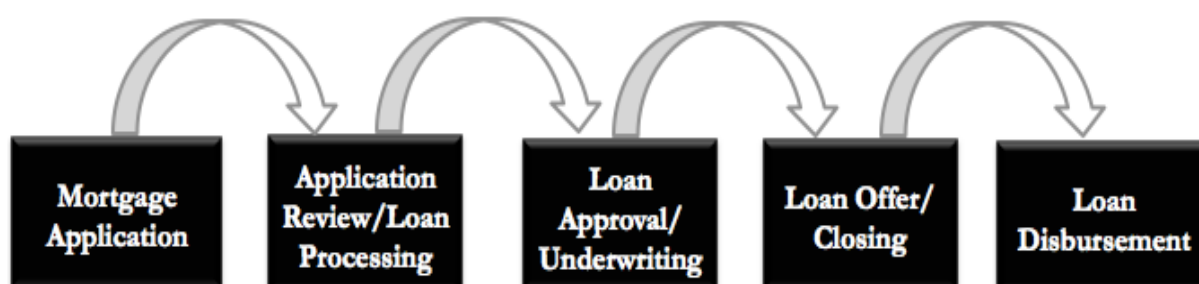 Mortgage
Application
Application
Review/Loan
Processing
Loan
Approval/
Underwriting
Loan Offer/
Closing
Loan
Disbursement